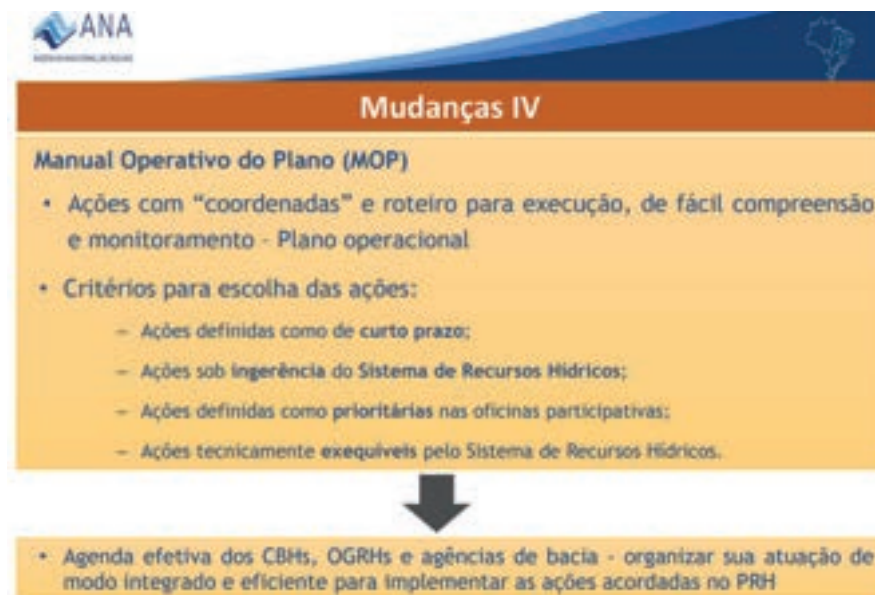 ANA
Mudanças IV
Manual Operativo do Plano (MOP)
• Ações com “coordenadas” e roteiro para execução, de fácil compreensão
e monitoramento - Plano operacional
• Critérios para escolha das ações:
– Ações definidas como de curto prazo;
– Ações sob ingerência do Sistema de Recursos Hídricos;
– Ações definidas como prioritárias nas oficinas participativas;
– Ações tecnicamente exequíveis pelo Sistema de Recursos Hídricos.
• Agenda efetiva dos CBHs, OGRHs e agências de bacia - organizar sua atuação de
modo integrado e eficiente para implementar as ações acordadas no PRH